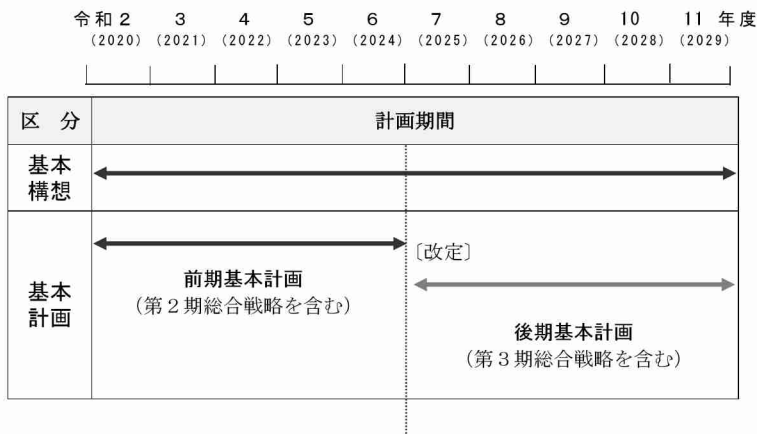 令和2 3 4 5 6 7 8 9 10 11 年度
(2020) (2021) (2022) (2023) (2024) (2025) (2026) (2027) (2028) (2029)
区 分 計画期間
基本
構想
基本
計画
前期基本計画
(第2期総合戦略を含む)
〔改定〕
後期基本計画
(第3期総合戦略を含む)